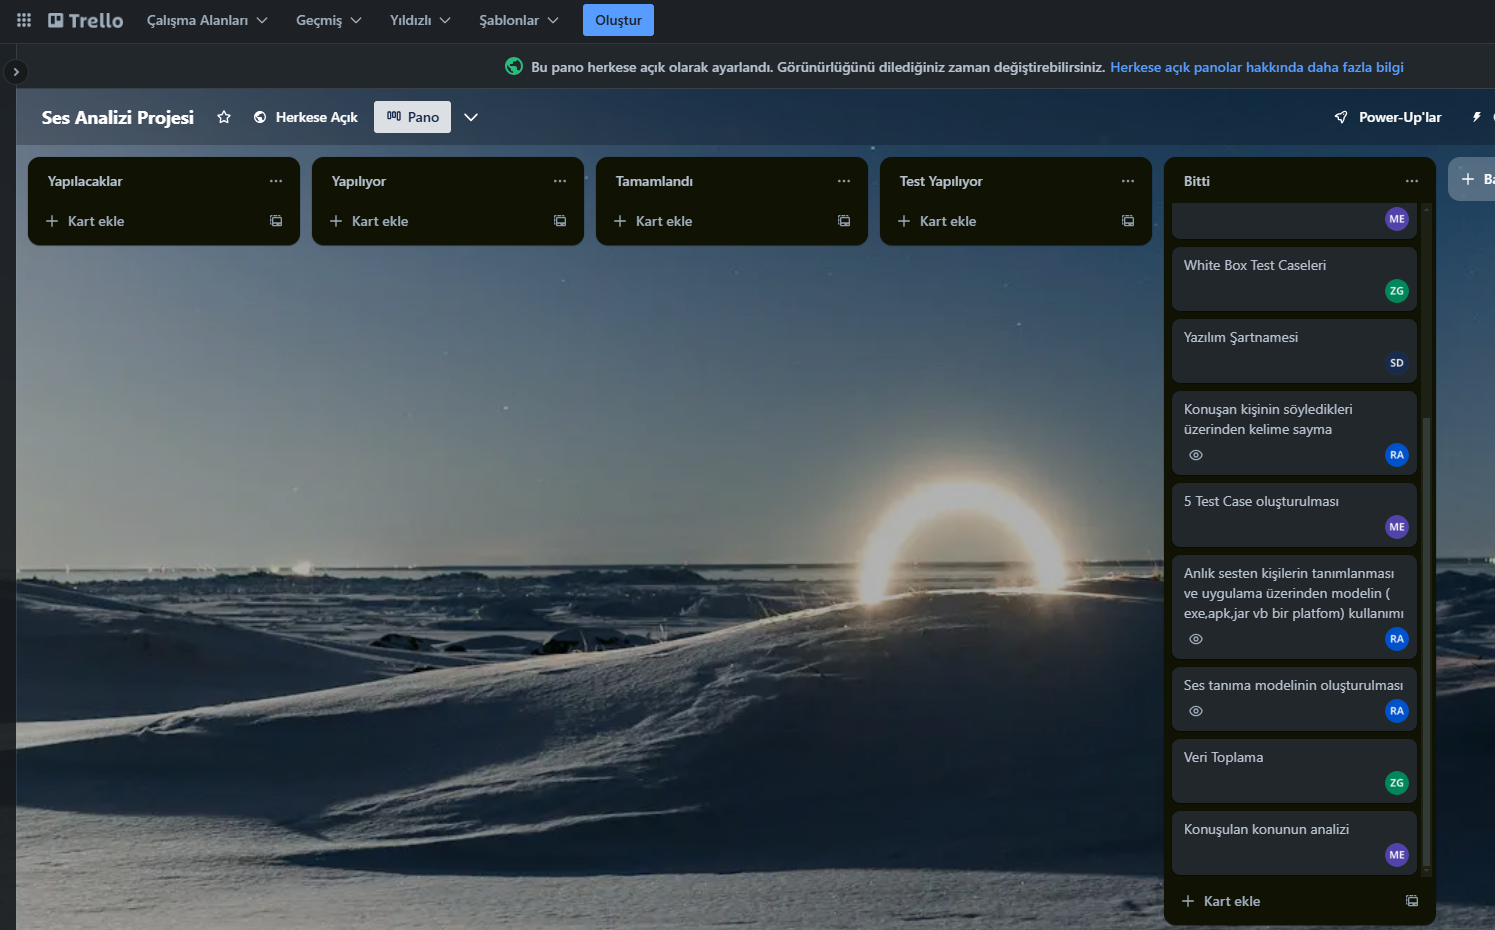 Trello
Çalışma Alanları
Geçmiş
Yıldızlı
Şablonlar
Oluştur
Bu pano herkese açık olarak ayarlandı. Görünürlüğünü dilediğiniz zaman değiştirebilirsiniz. Herkese açık panolar hakkında daha fazla bilgi
Ses Analizi Projesi
Herkese Açık
Pano
Power-Up'lar
Yapılacaklar
Kart ekle
Yapılıyor
Kart ekle
Tamamlandı
Kart ekle
Test Yapılıyor
Kart ekle
Bitti
ME
White Box Test Caseleri
ZG
Yazılım Şartnamesi
SD
Konuşan kişinin söyledikleri
üzerinden kelime sayma
RA
5 Test Case oluşturulması
ME
Anlık sesten kişilerin tanımlanması
ve uygulama üzerinden modelin (
exe,apk,jar vb bir platfom) kullanımı
RA
Ses tanıma modelinin oluşturulması
RA
Veri Toplama
ZG
Konuşulan konunun analizi
ME
Kart ekle